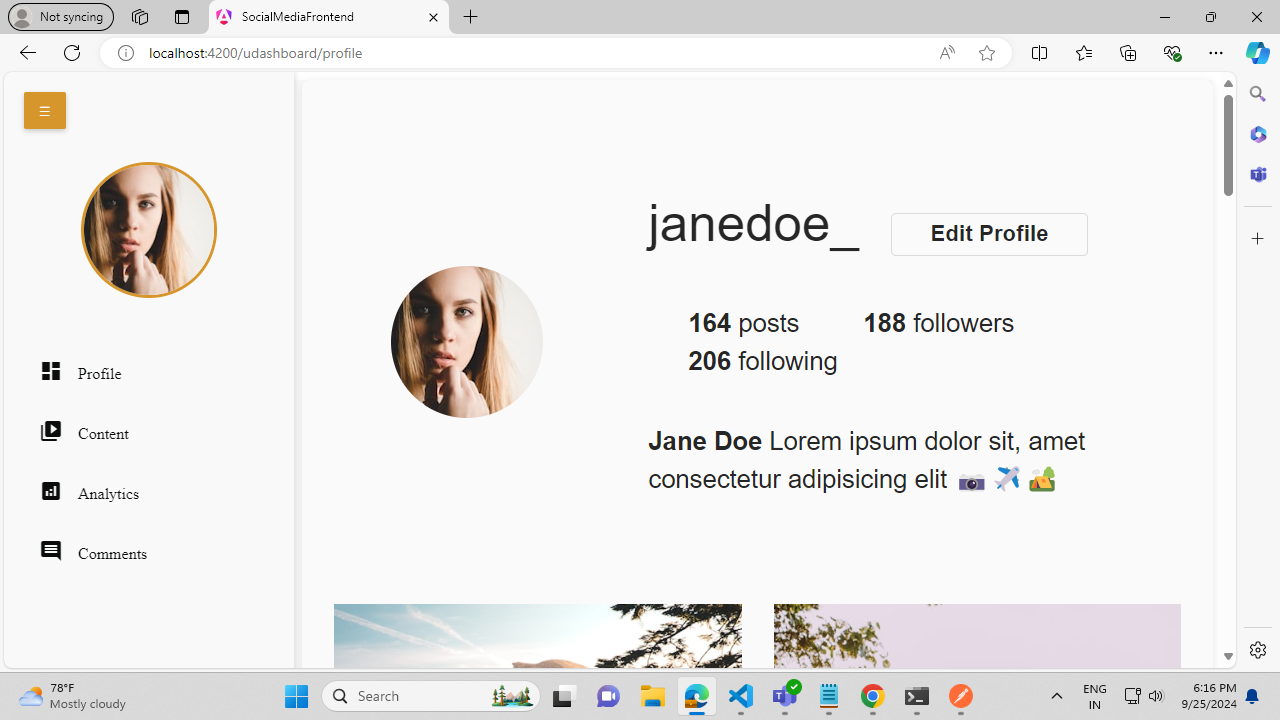 Not syncing
SocialMediaFrontend
localhost:4200/udashboard/profile
☰
janedoe_
Edit Profile
164 posts 188 followers
206 following
Profile
Content
Jane Doe Lorem ipsum dolor sit, amet
consectetur adipisicing elit 📷 ✈️ 🏕️
Analytics
Comments
78°F
Mostly cloudy
Search
ENG
IN
6:16 PM
9/25/2024